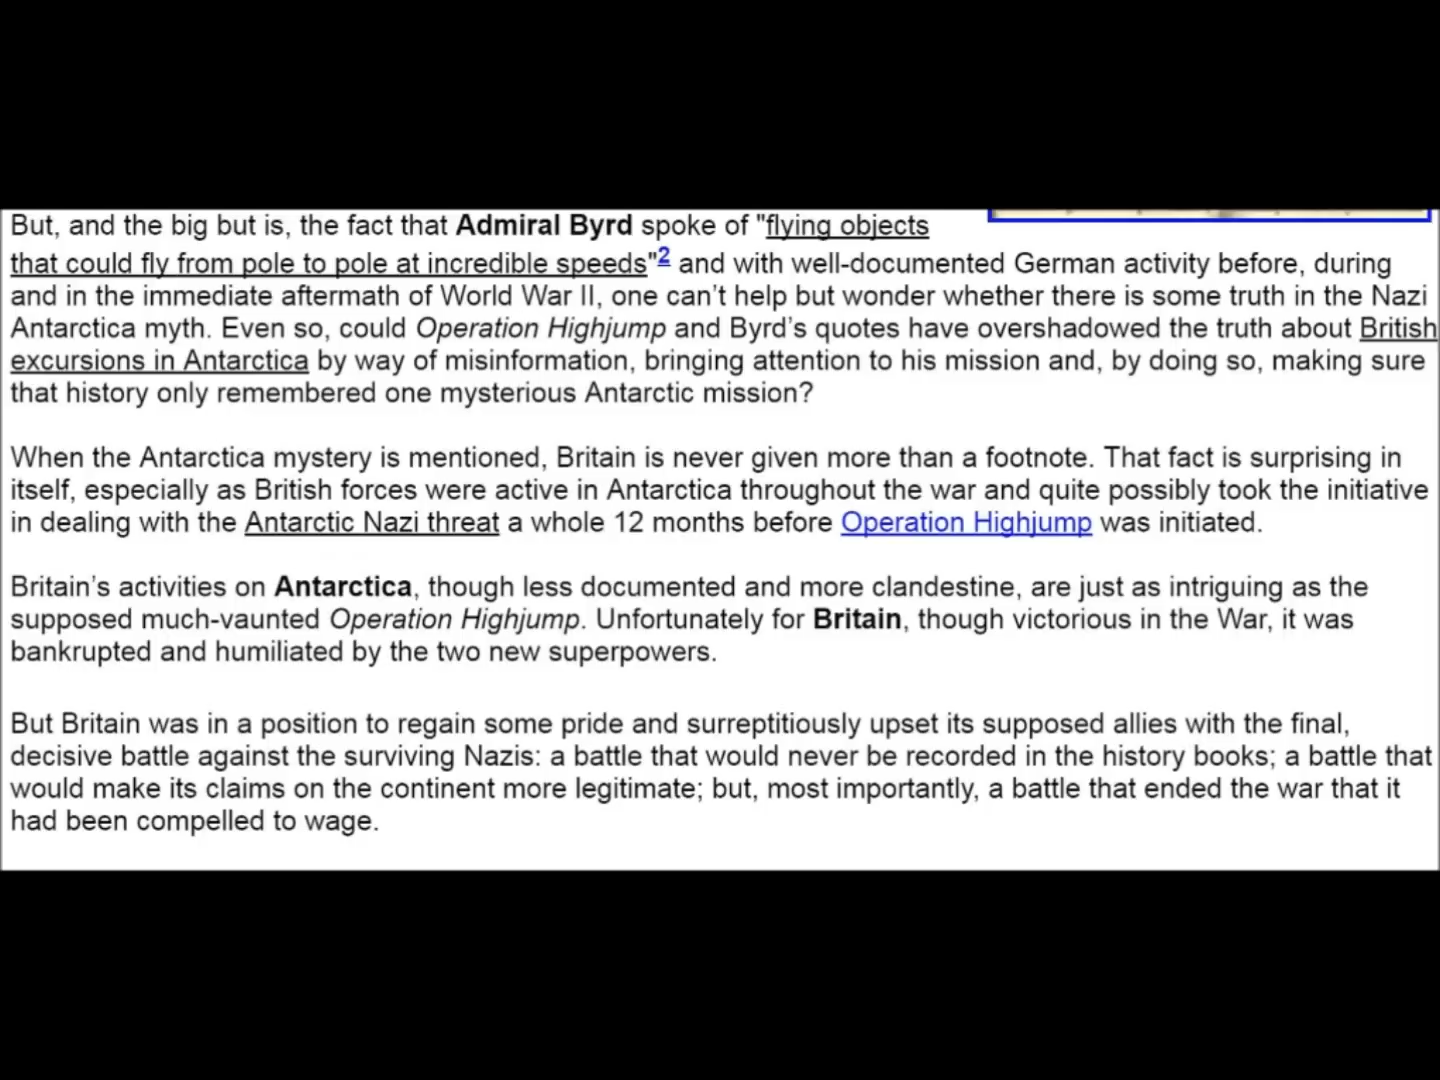 But, and the big but is, the fact that Admiral Byrd spoke of "flying objects
that could fly from pole to pole at incredible speeds"2 and with well-documented German activity before, during
and in the immediate aftermath of World War II, one can’t help but wonder whether there is some truth in the Nazi
Antarctica myth. Even so, could Operation Highjump and Byrd’s quotes have overshadowed the truth about British
excursions in Antarctica by way of misinformation, bringing attention to his mission and, by doing so, making sure
that history only remembered one mysterious Antarctic mission?
When the Antarctica mystery is mentioned, Britain is never given more than a footnote. That fact is surprising in
itself, especially as British forces were active in Antarctica throughout the war and quite possibly took the initiative
in dealing with the Antarctic Nazi threat a whole 12 months before Operation Highjump was initiated.
Britain’s activities on Antarctica, though less documented and more clandestine, are just as intriguing as the
supposed much-vaunted Operation Highjump. Unfortunately for Britain, though victorious in the War, it was
bankrupted and humiliated by the two new superpowers.
But Britain was in a position to regain some pride and surreptitiously upset its supposed allies with the final,
decisive battle against the surviving Nazis: a battle that would never be recorded in the history books; a battle that
would make its claims on the continent more legitimate; but, most importantly, a battle that ended the war that it
had been compelled to wage.